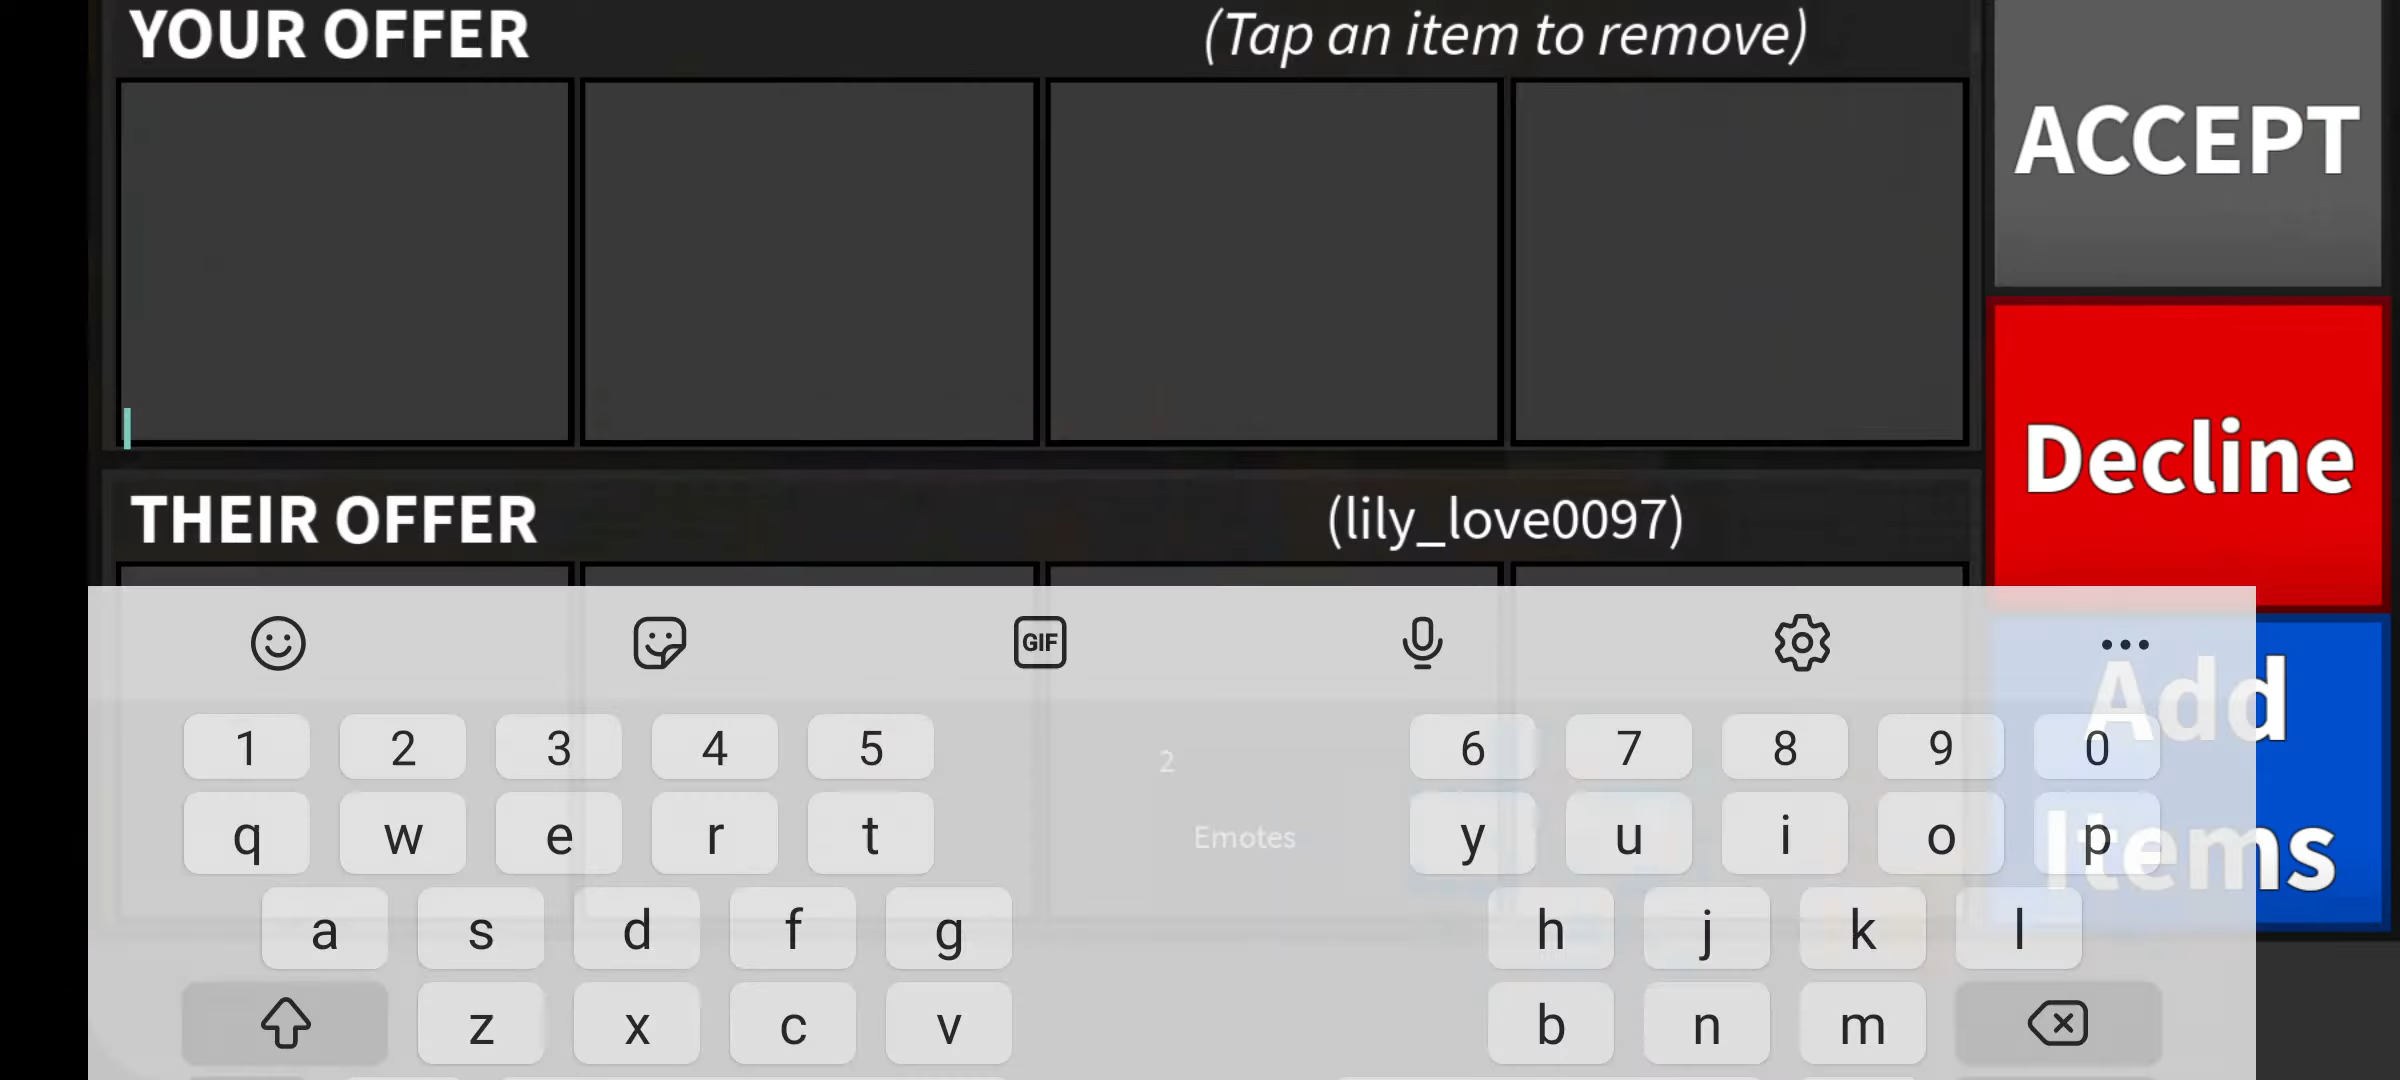 YOUR OFFER
(Tap an item to remove)
ACCEPT
Decline
THEIR OFFER
(lily_love0097)
GIF
Add
Items
1 2 3 4 5 6 7 8 9 0
2
q w e r t y u i o p
Emotes
a s d f g h j k l
z x c v b n m